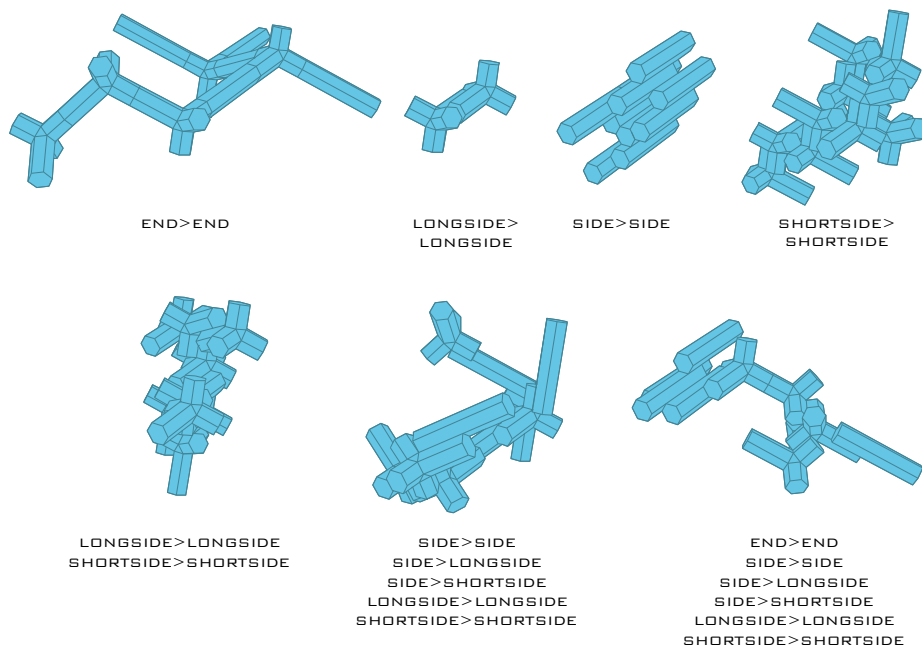 END>END
LONGSIDE>
LONGSIDE
SIDE>SIDE
SHORTSIDE>
SHORTSIDE
LONGSIDE>LONGSIDE
SHORTSIDE>SHORTSIDE
SIDE>SIDE
SIDE>LONGSIDE
SIDE>SHORTSIDE
LONGSIDE>LONGSIDE
SHORTSIDE>SHORTSIDE
END>END
SIDE>SIDE
SIDE>LONGSIDE
SIDE>SHORTSIDE
LONGSIDE>LONGSIDE
SHORTSIDE>SHORTSIDE